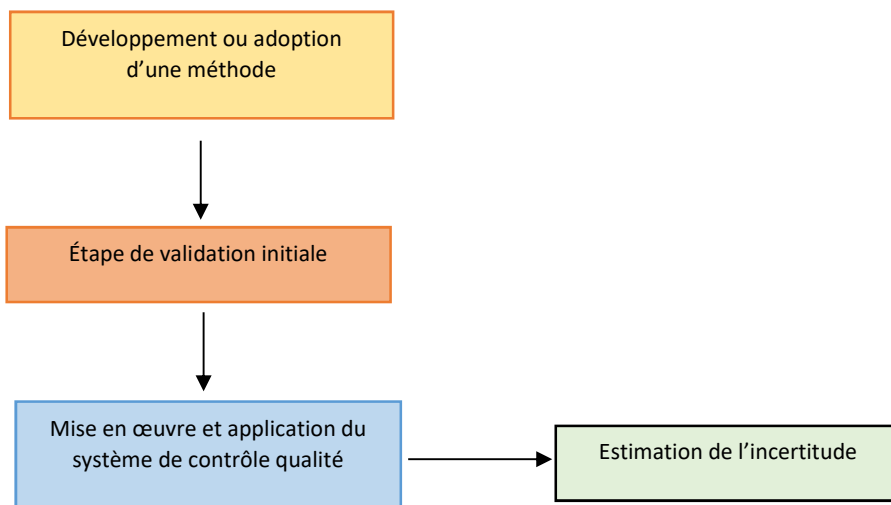 Développement ou adoption
d’une méthode
Étape de validation initiale
Mise en œuvre et application du
système de contrôle qualité
Estimation de l’incertitude